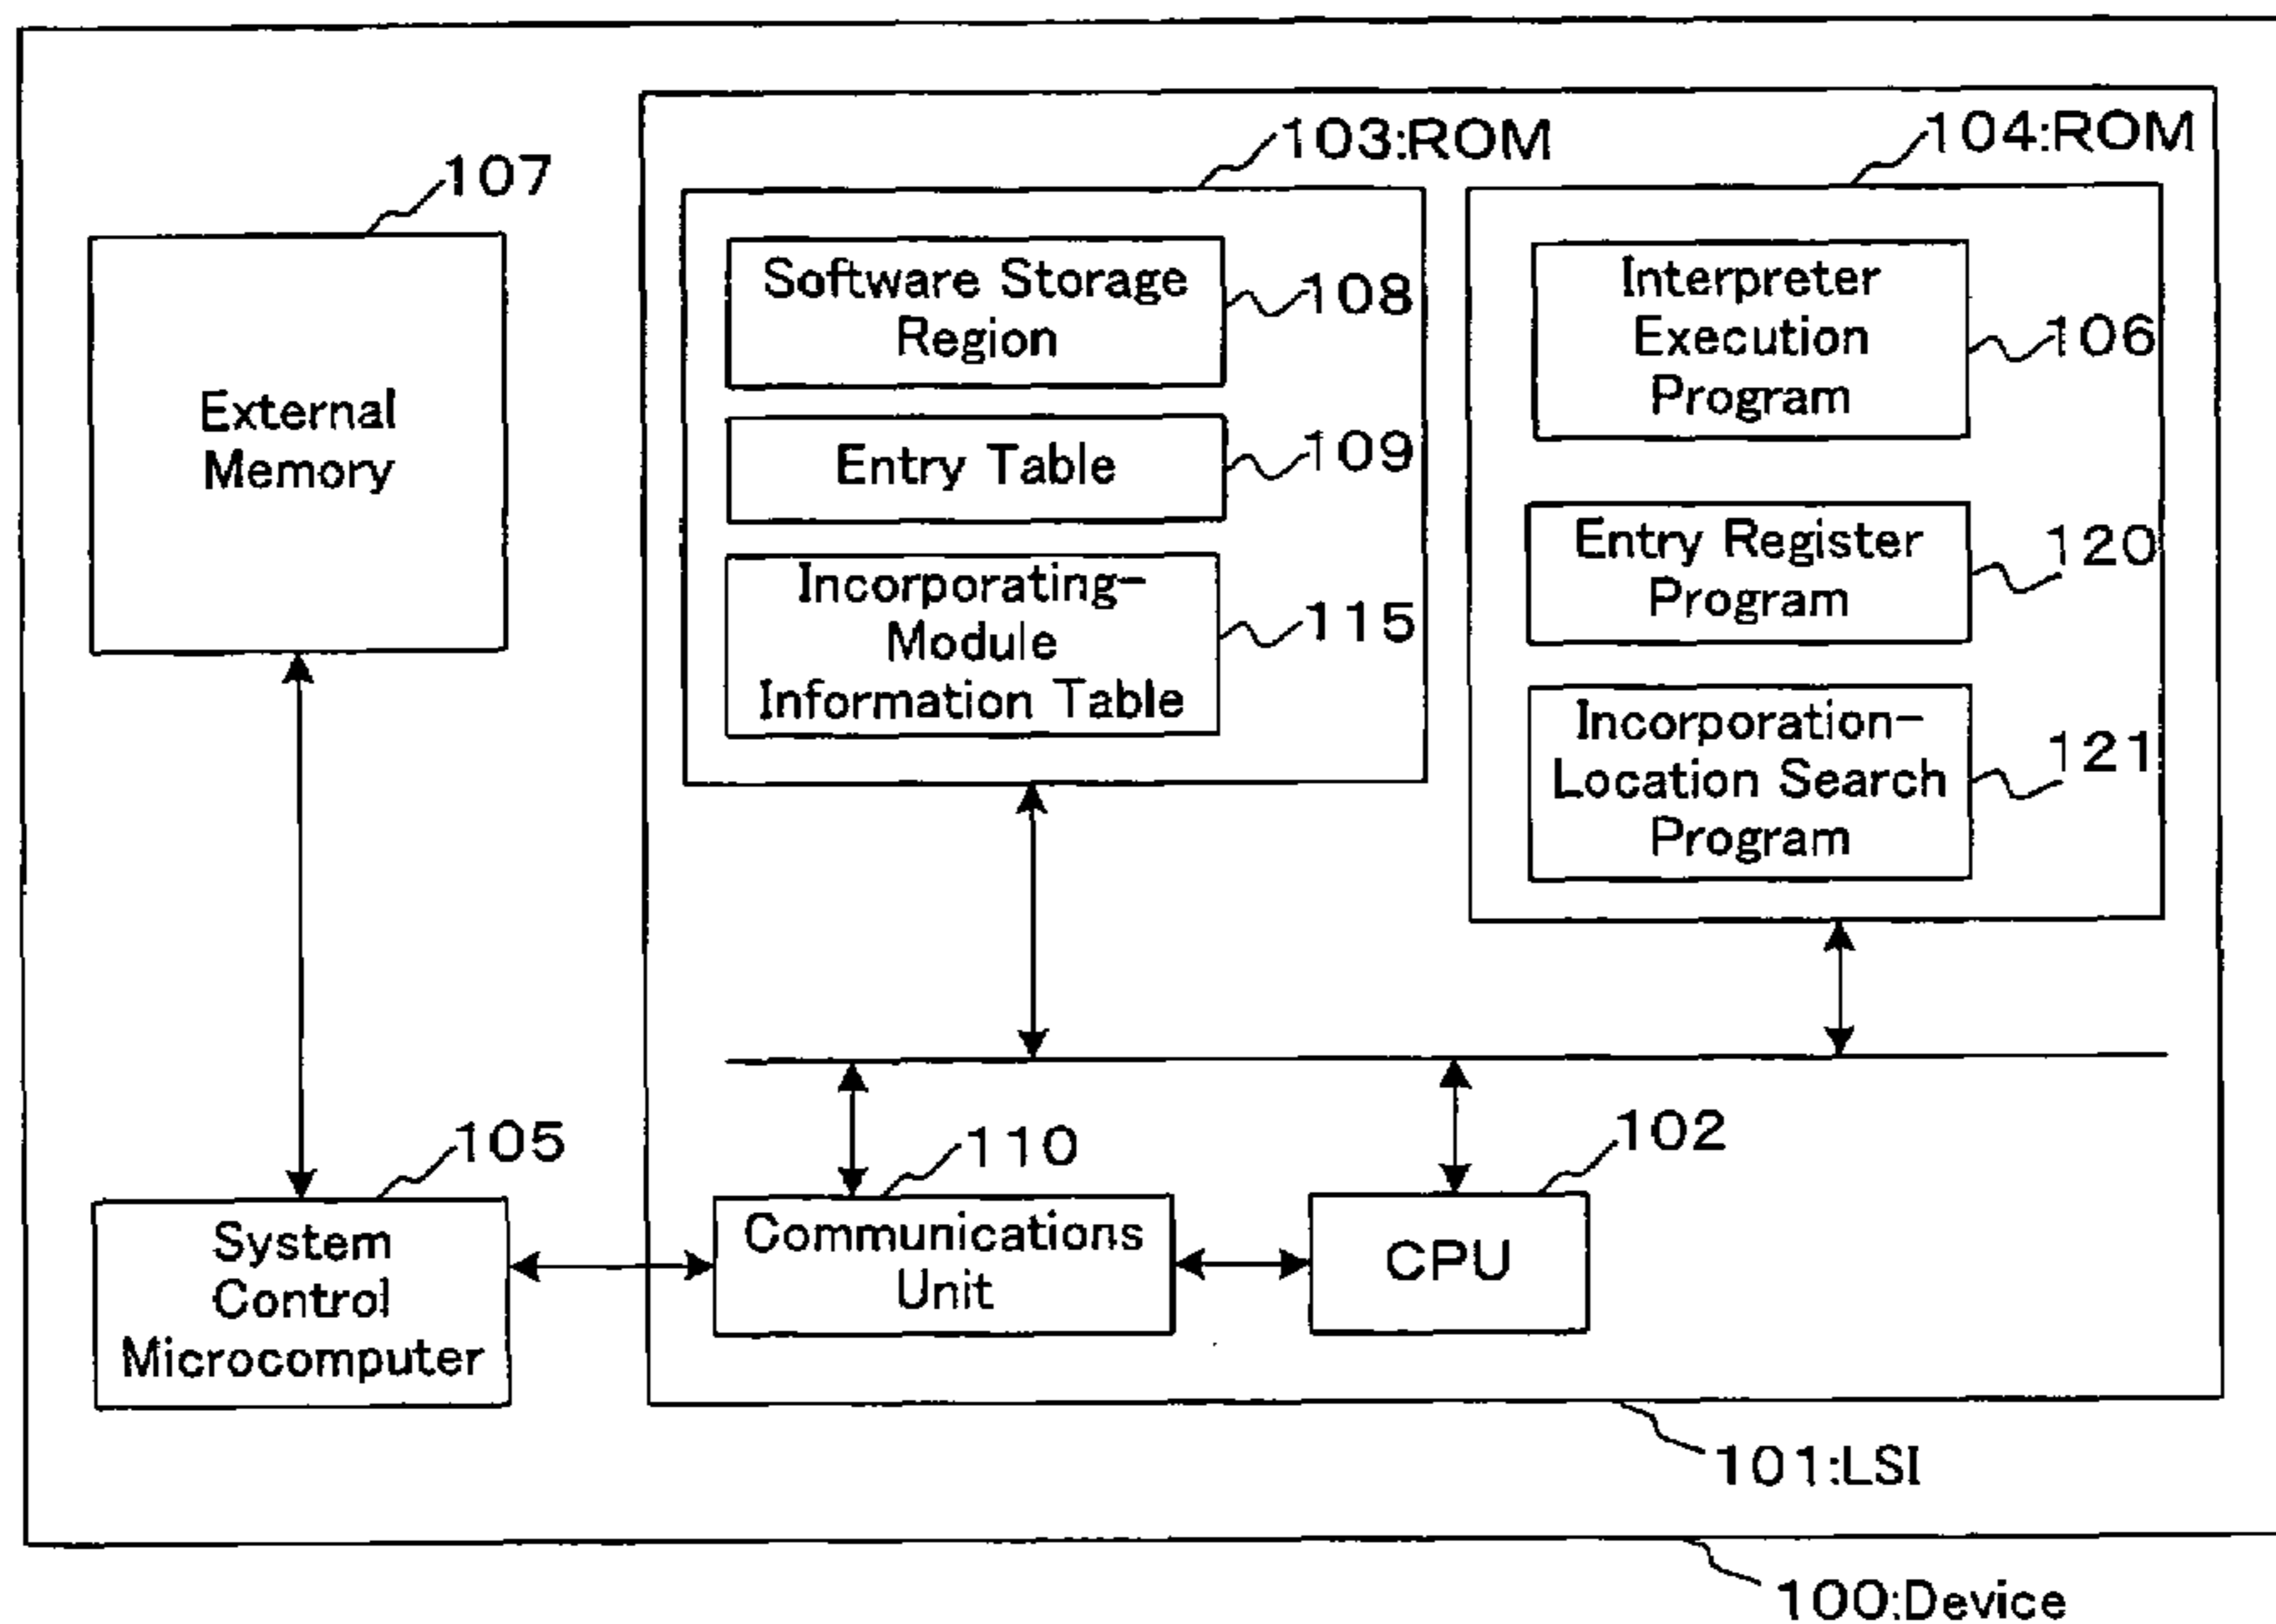 103:ROM
104:ROM
107
External
Memory
Software Storage
Region
108
Entry Table
109
Incorporating-
Module
Information Table
115
Interpreter
Execution
Program
106
Entry Register
Program
120
Incorporation-
Location Search
Program
121
105
System
Control
Microcomputer
110
Communications
Unit
102
CPU
101:LSI
100:Device